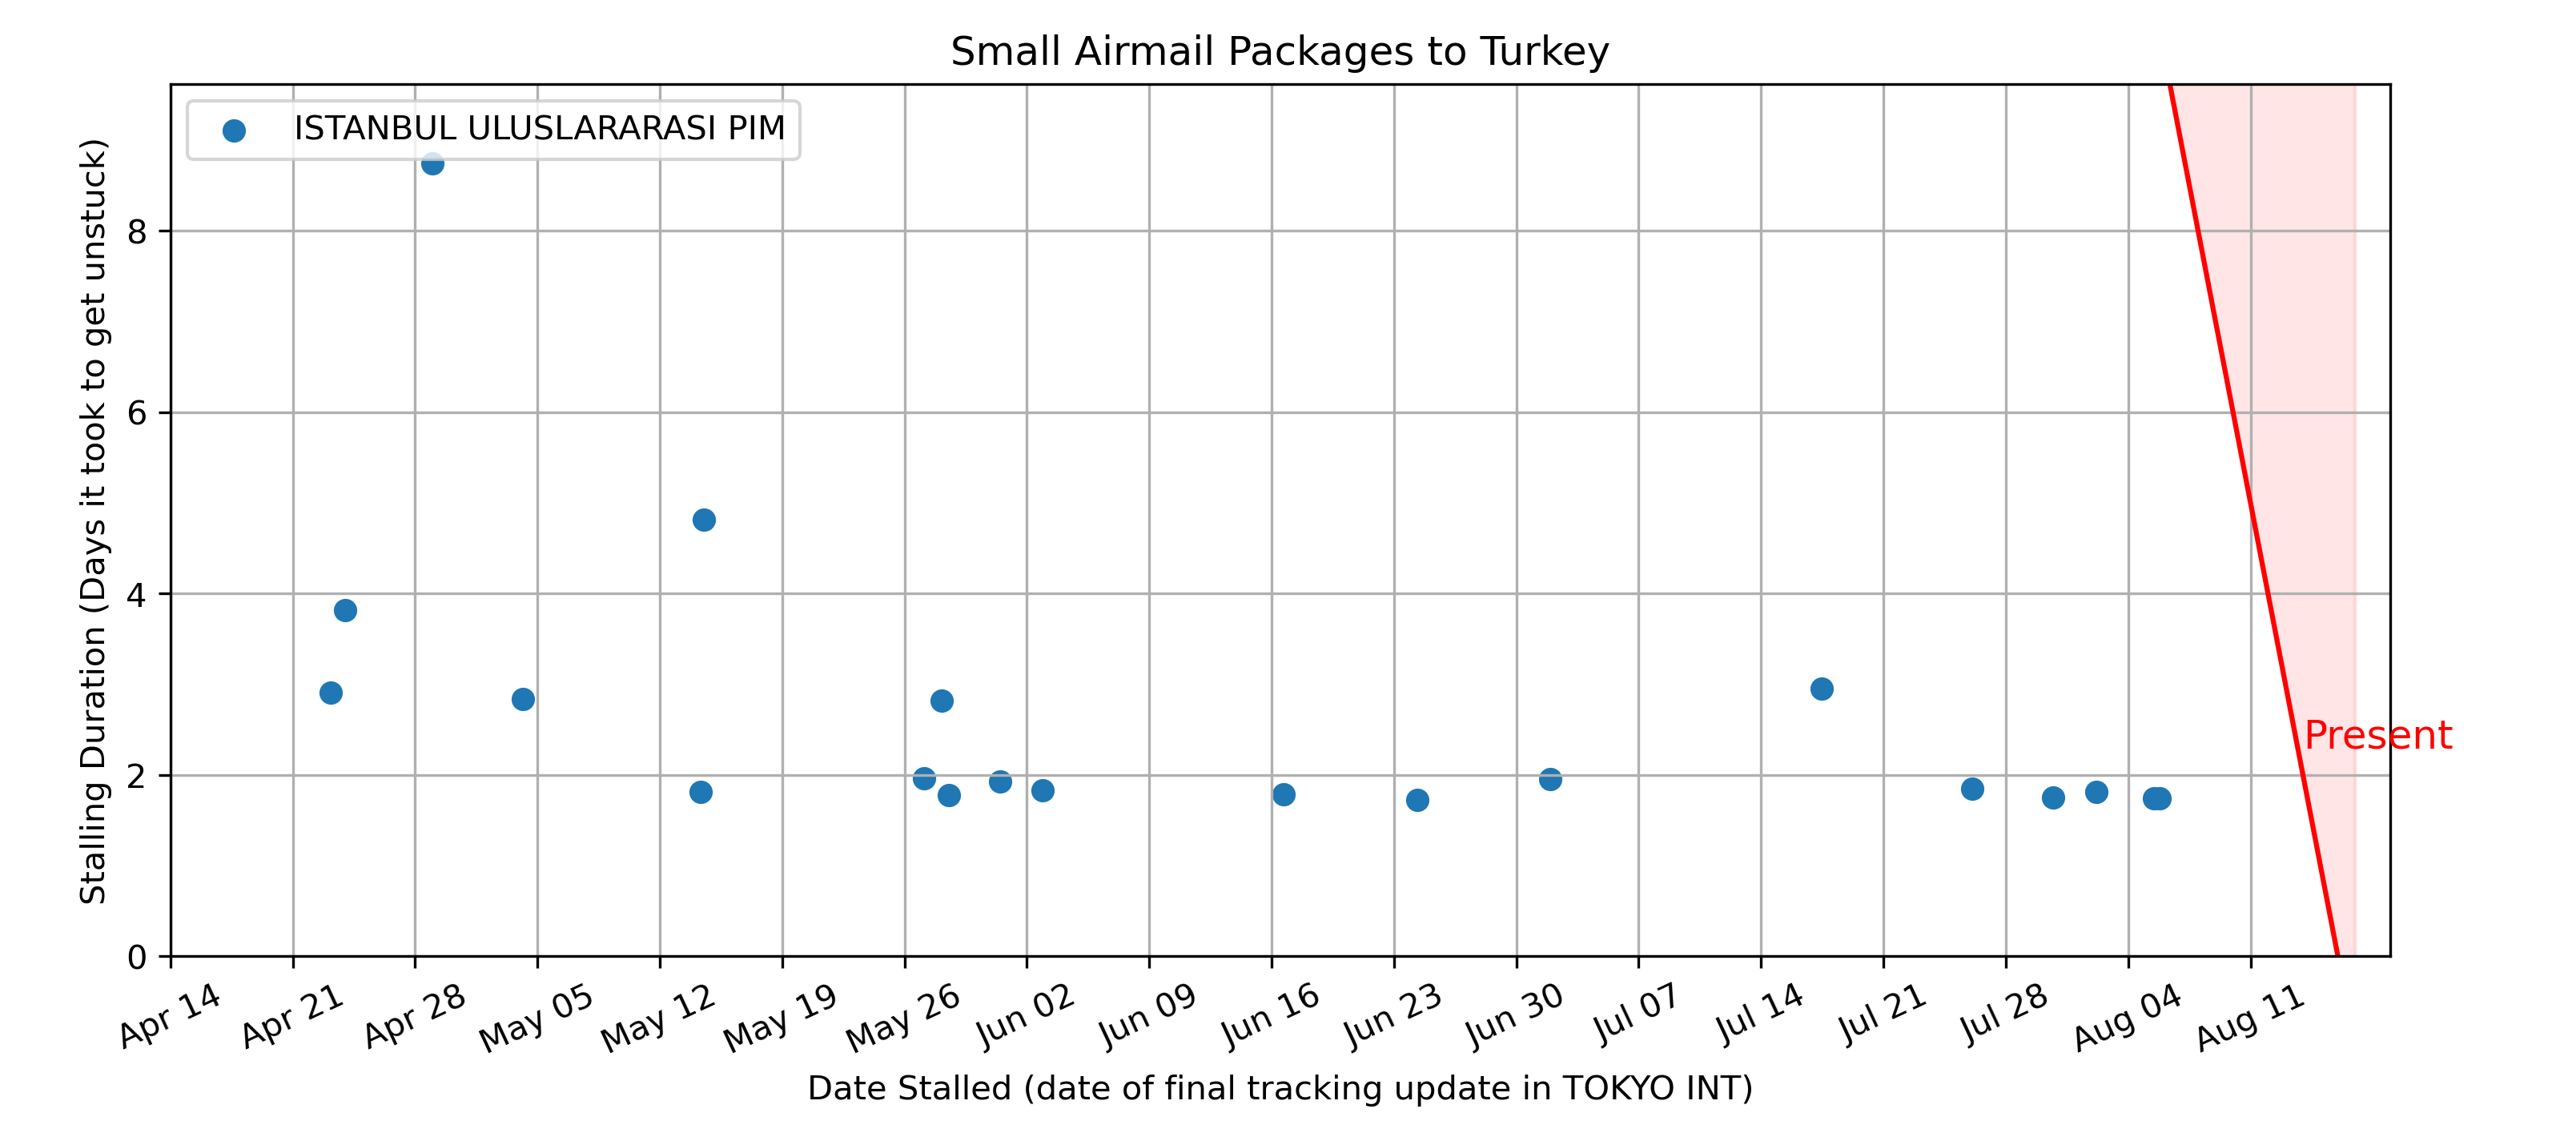 Small Airmail Packages to Turkey
ISTANBUL ULUSLARARASI PIM
Stalling Duration (Days it took to get unstuck)
8
6
4
2
0
Present
Apr 14
Apr 21
Apr 28
May 05
May 12
May 19
May 26
Jun 02
Jun 09
Jun 16
Jun 23
Jun 30
Jul 07
Jul 14
Jul 21
Jul 28
Aug 04
Aug 11
Date Stalled (date of final tracking update in TOKYO INT)